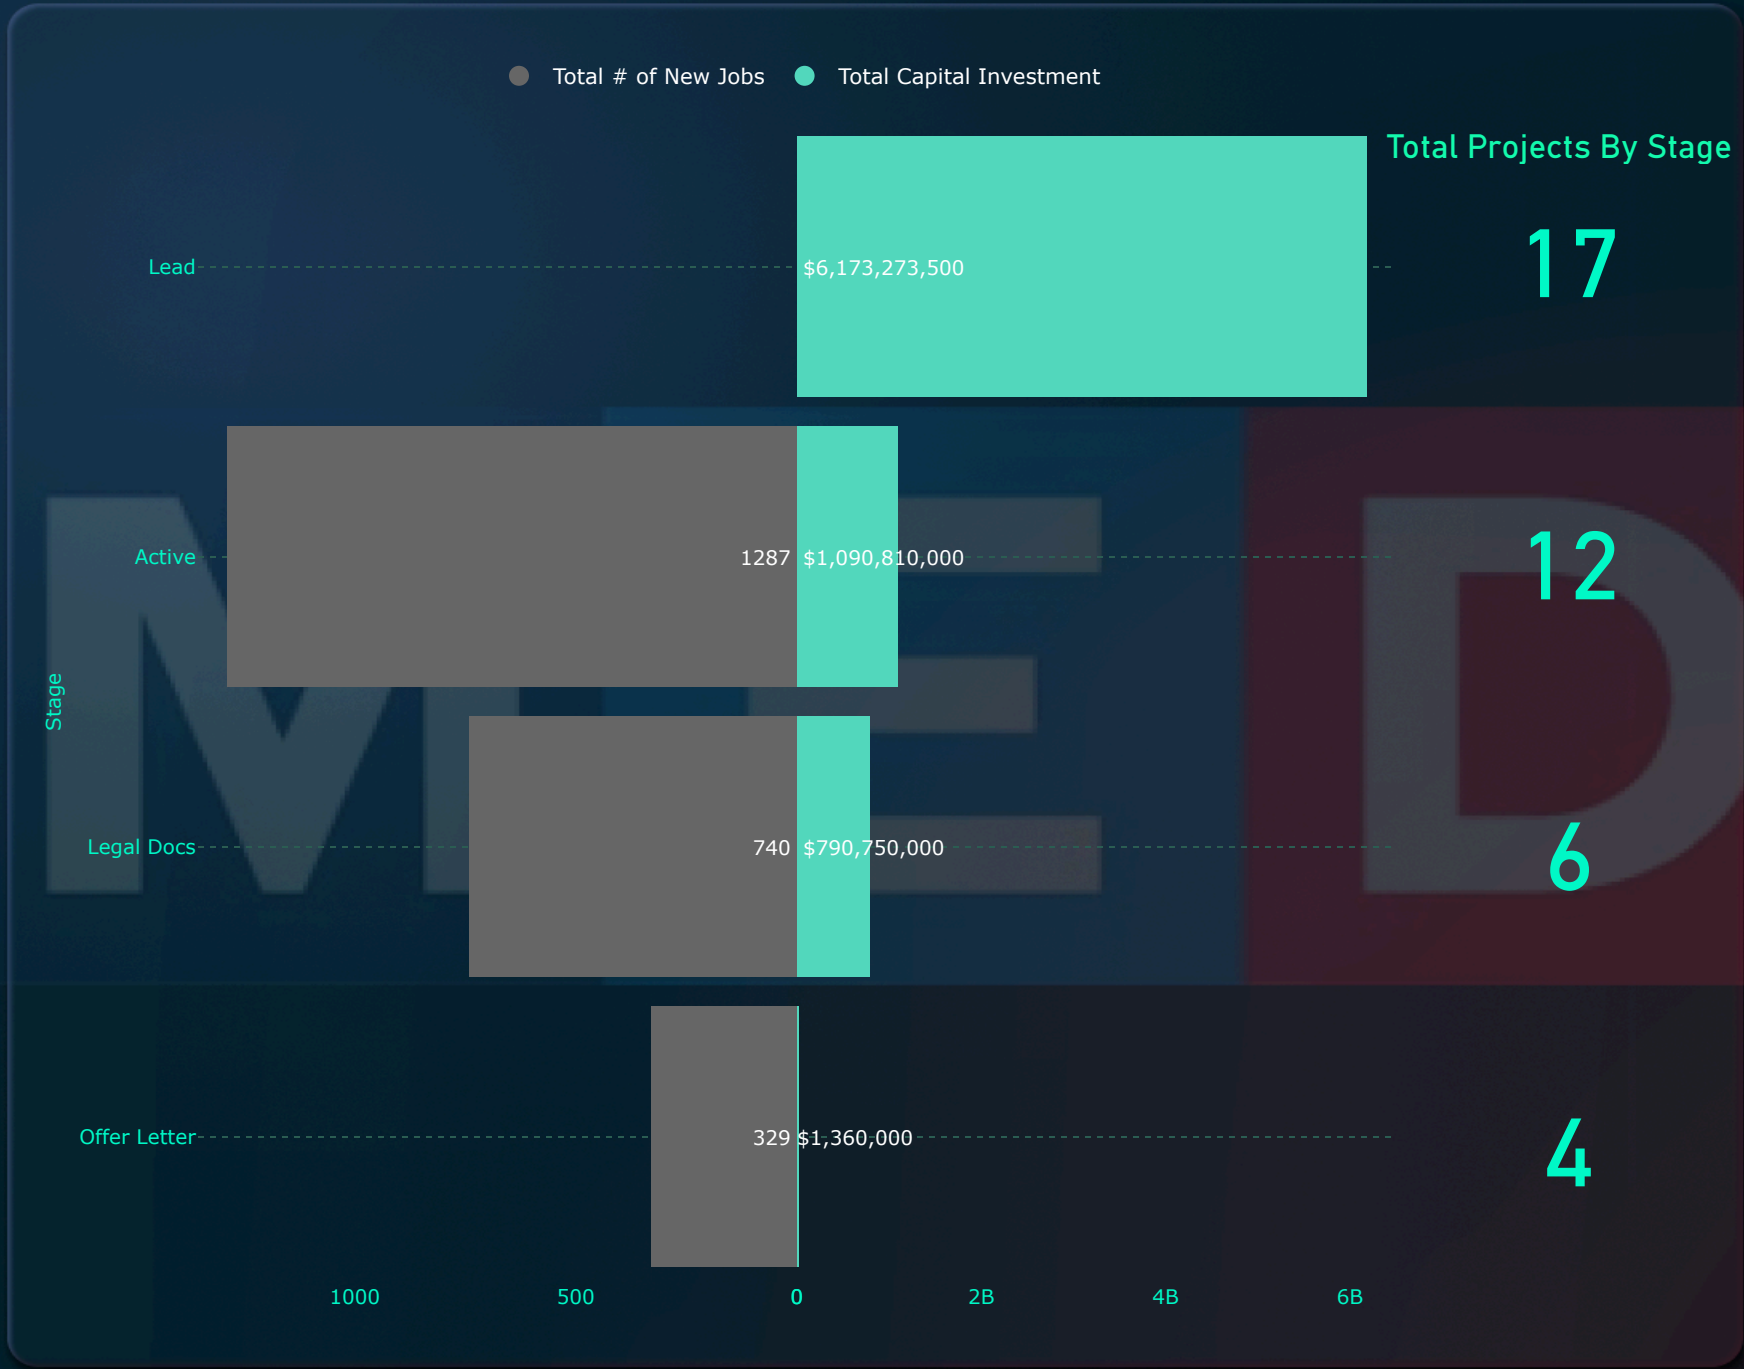 Total # of New Jobs Total Capital Investment
Total Projects By Stage
Lead $6,173,273,500 17
Active 1287 $1,090,810,000 12
Stage
Legal Docs 740 $790,750,000 6
Offer Letter 329 $1,360,000 4
1000 500 0 2B 4B 6B
MED